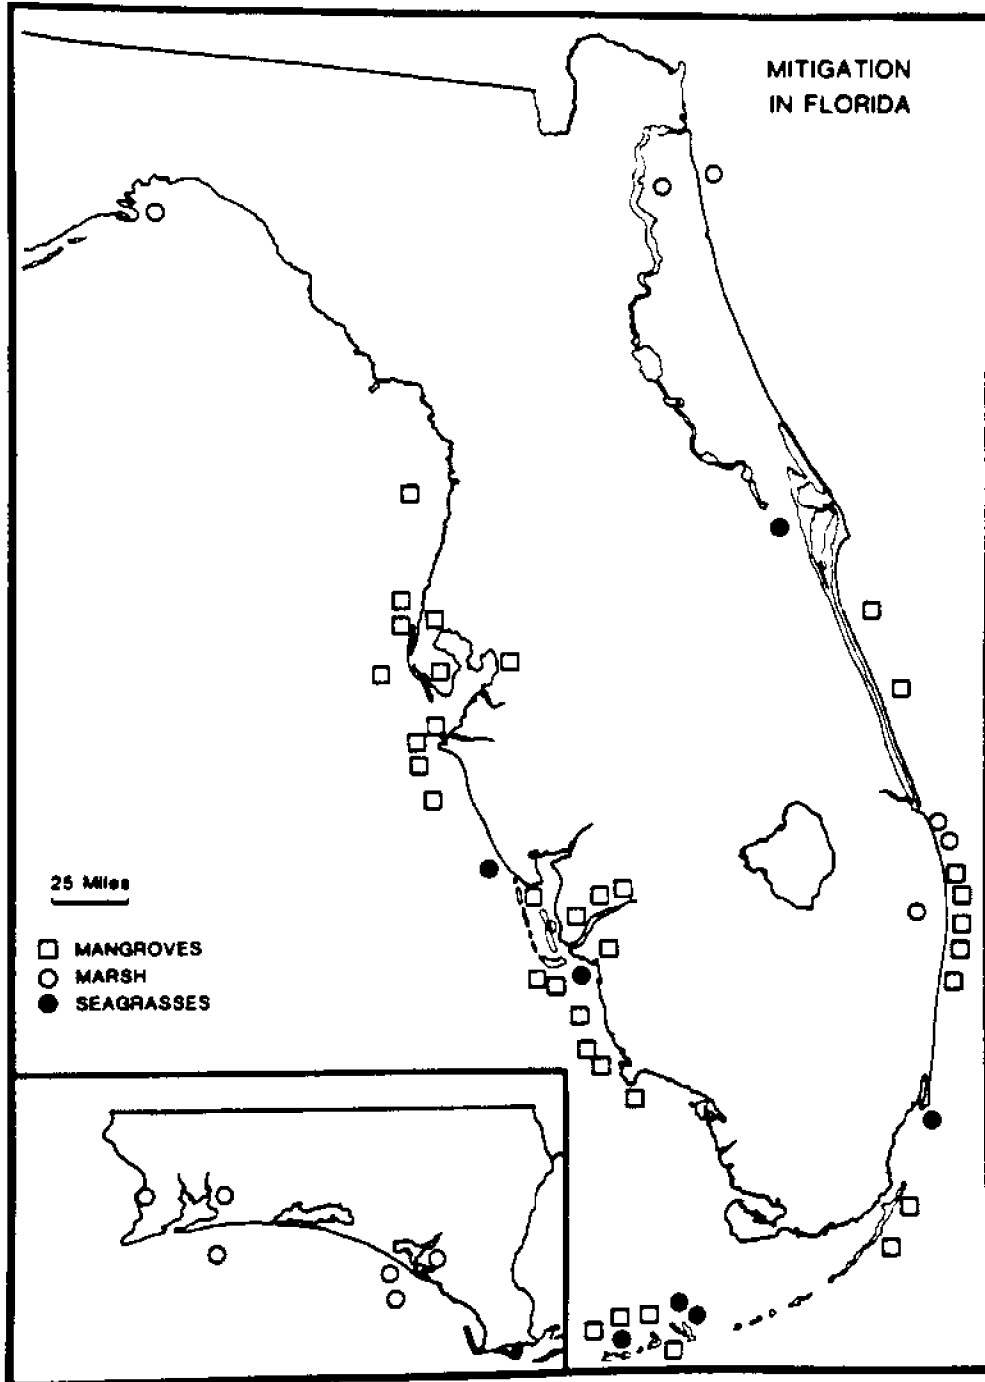 MITIGATION
IN FLORIDA
25 Miles
MANGROVES
MARSH
SEAGRASSES